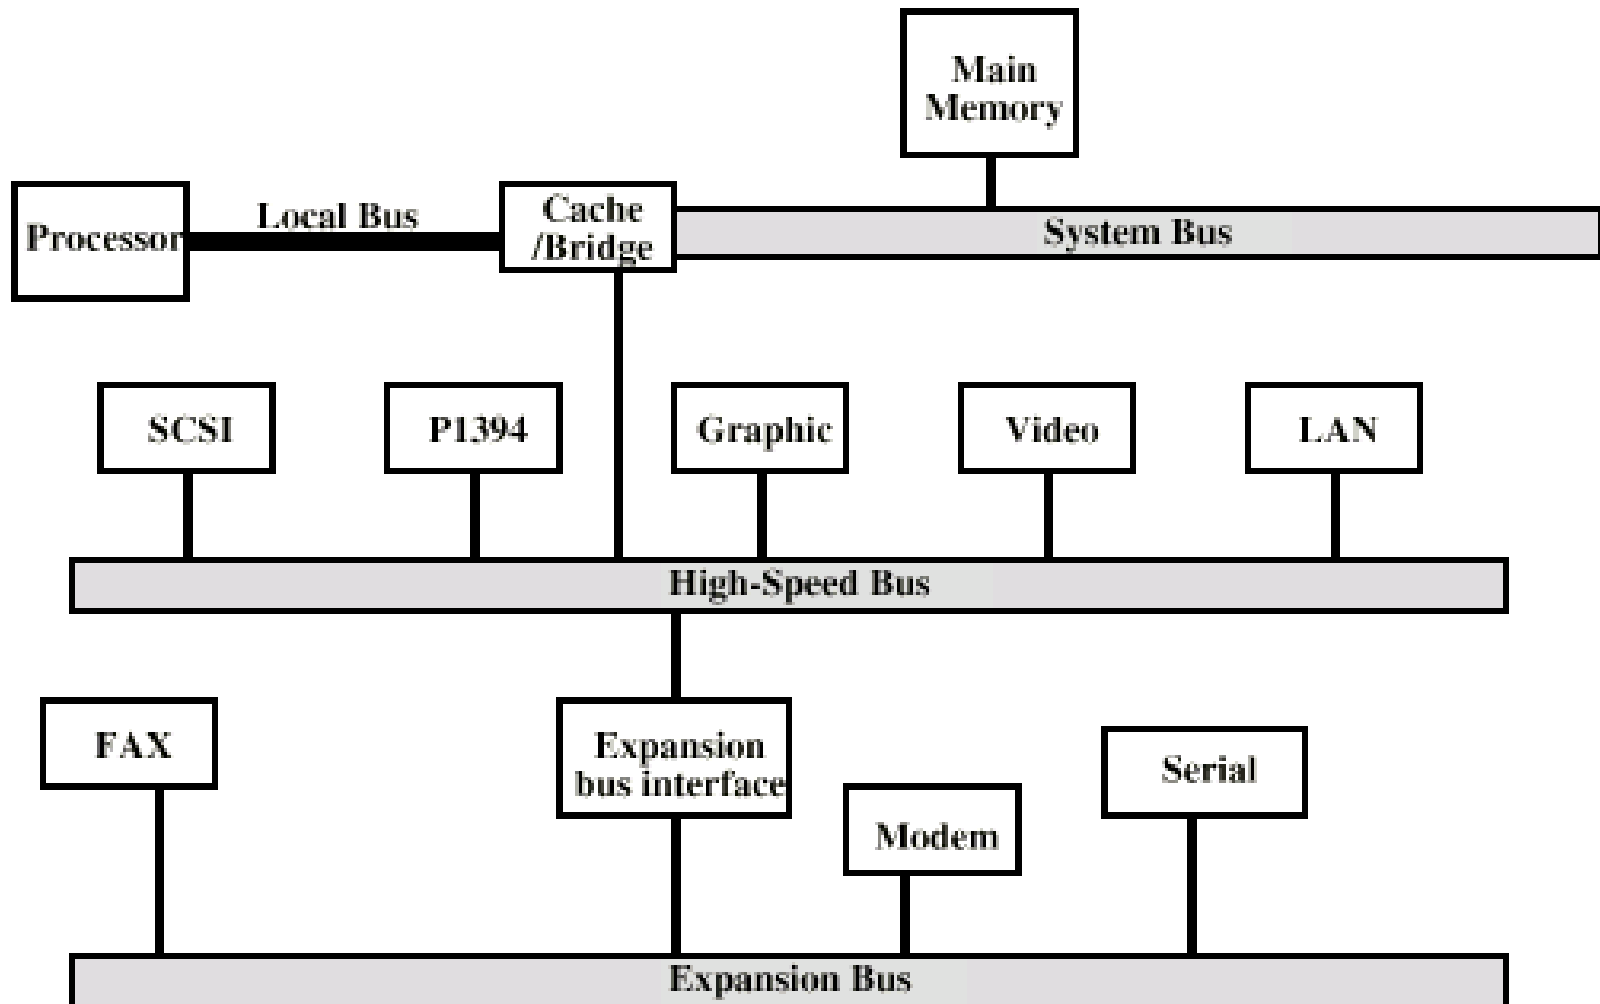 Main
Memory
Processor
Local Bus
Cache
/Bridge
System Bus
SCSI
P1394
Graphic
Video
LAN
High-Speed Bus
FAX
Expansion
bus interface
Modem
Serial
Expansion Bus